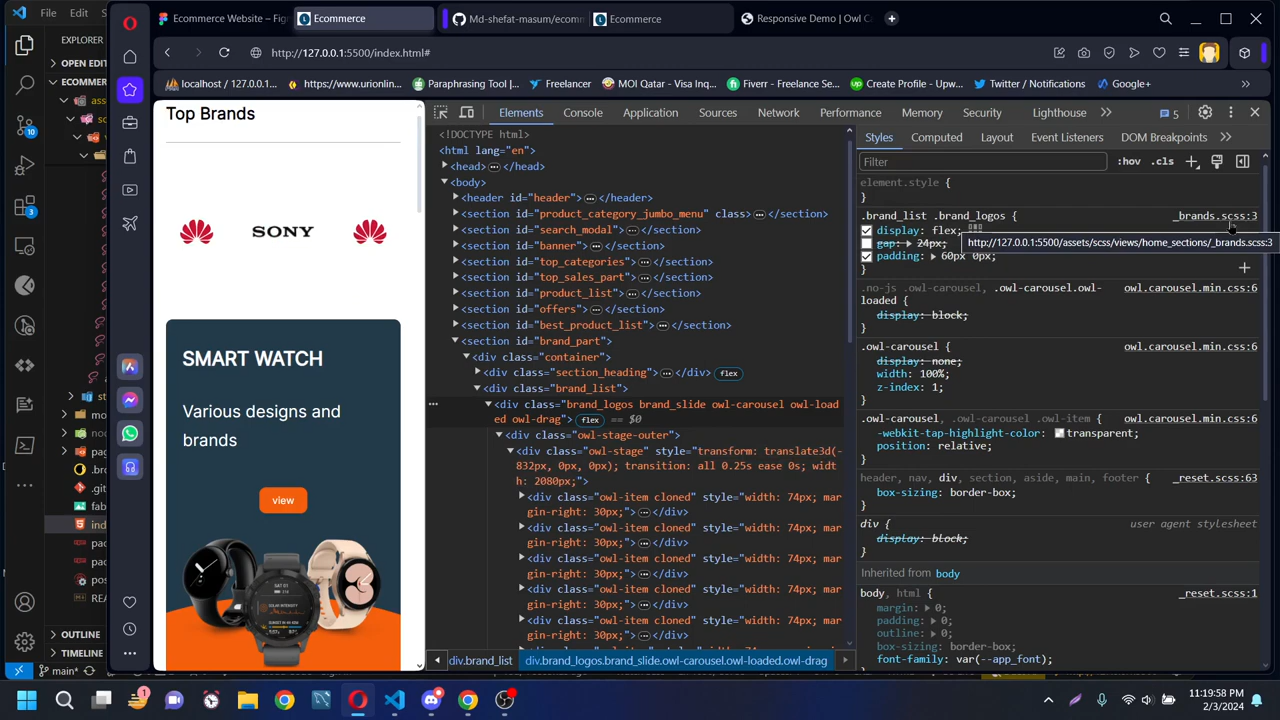 File
Ecommerce Website – Fig
Ecommerce
Md-shefat-masum/ecomm
Ecommerce
Responsive Demo | Owl C
http://127.0.0.1:5500/index.html#
localhost / 127.0.0.1...
https://www.urionlin...
Paraphrasing Tool |...
Freelancer
MOI Qatar - Visa Inq...
Fiverr - Freelance Se...
Create Profile - Upw...
Twitter / Notifications
Google+
EXPLORER
OPEN EDIT
ECOMMER
OUTLINE
TIMELINE
main*
10
3
Top Brands
SONY
SMART WATCH
Various designs and
brands
view
Elements Console Application Sources Network Performance Memory Security Lighthouse 5
<!DOCTYPE html>
<html lang="en">
<head> </head>
<body>
<header id="header"> </header>
<section id="product_category_jumbo_menu" class> </section>
<section id="search_modal"> </section>
<section id="banner"> </section>
<section id="top_categories"> </section>
<section id="top_sales_part"> </section>
<section id="product_list"> </section>
<section id="offers"> </section>
<section id="best_product_list"> </section>
<section id="brand_part">
<div class="container">
<div class="section_heading"> </div> flex
<div class="brand_list">
<div class="brand_logos brand_slide owl-carousel owl-load
ed owl-drag"> flex == $0
<div class="owl-stage-outer">
<div class="owl-stage" style="transform: translate3d(-
832px, 0px, 0px); transition: all 0.25s ease 0s; widt
h: 2080px;">
<div class="owl-item cloned" style="width: 74px; mar
gin-right: 30px;"> </div>
<div class="owl-item cloned" style="width: 74px; mar
gin-right: 30px;"> </div>
<div class="owl-item cloned" style="width: 74px; mar
gin-right: 30px;"> </div>
<div class="owl-item cloned" style="width: 74px; mar
gin-right: 30px;"> </div>
<div class="owl-item cloned" style="width: 74px; mar
gin-right: 30px;"> </div>
div.brand_list div.brand_logos.brand_slide.owl-carousel.owl-loaded.owl-drag
Styles Computed Layout Event Listeners DOM Breakpoints
Filter :hov .cls
element.style {
}
.brand_list .brand_logos { _brands.scss:3
display: flex;
gap: 24px;
http://127.0.0.1:5500/assets/scss/views/home_sections/_brands.scss:3
padding: 60px 0px;
}
.no-js .owl-carousel, .owl-carousel.owl- owl.carousel.min.css:6
loaded {
display: block;
}
.owl-carousel { owl.carousel.min.css:6
display: none;
width: 100%;
z-index: 1;
}
.owl-carousel, .owl-carousel .owl-item { owl.carousel.min.css:6
-webkit-tap-highlight-color: transparent;
position: relative;
}
header, nav, div, section, aside, main, footer { _reset.scss:63
box-sizing: border-box;
}
div { user agent stylesheet
display: block;
}
Inherited from body
body, html { _reset.scss:1
margin: 0;
padding: 0;
outline: 0;
box-sizing: border-box;
font-family: var(--app_font);
11:19:58 PM
2/3/2024